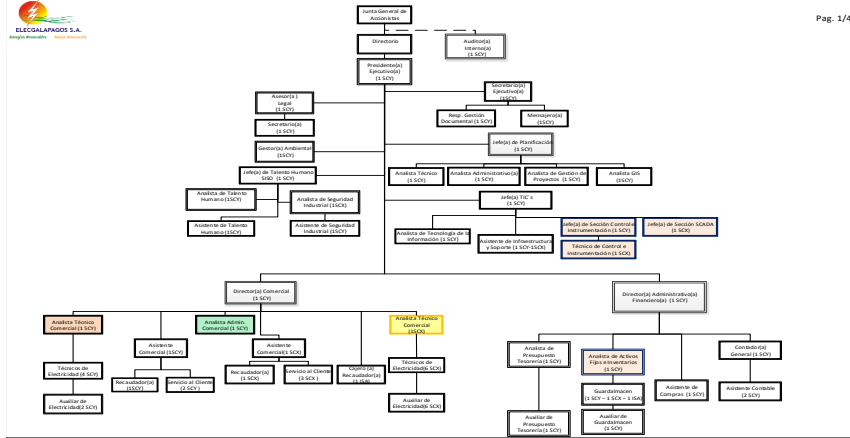 Pag. 1/4
ELECGALAPAGOS S.A.
Energías Renovables
Junta General de
Accionistas
Directorio
Auditor(a)
Interno(a)
(1 SCY)
Presidente(a)
Ejecutivo(a)
(1 SCY)
Asesor(a)
Legal
(1 SCY)
Secretario(a)
(1 SCY)
Secretario(a)
Ejecutivo(a)
(1SCY)
Resp. Gestión
Documental (1 SCY)
Mensajero(a)
(1SCY)
Gestor(a) Ambiental
(1SCY)
Jefe(a) de Planificación
(1 SCY)
Analista Técnico
(1 SCY)
Analista Administrativo(a)
(1 SCY)
Analista de Gestión de
Proyectos (1 SCY)
Analista GIS
(1SCY)
Jefe(a) de Talento Humano
SISO (1 SCY)
Analista de Talento
Humano (1SCY)
Analista de Seguridad
Industrial (1SCX)
Asistente de Talento
Humano (1SCY)
Asistente de Seguridad
Industrial (1SCY)
Jefe(a) TIC´s
(1 SCY)
Analista de Tecnología de la
Información (1 SCY)
Asistente de Infraestructura
y Soporte (1 SCY-1SCX)
Jefe(a) de Sección Control e
Instrumentación (1 SCY)
Técnico de Control e
Instrumentación (1 SCX)
Jefe(a) de Sección SCADA
(1 SCX)
Director(a) Comercial
(1 SCY)
Director(a) Administrativo(a)
Financiero(a) (1 SCY)
Analista Técnico
Comercial (1 SCY)
Técnicos de
Electricidad (4 SCY)
Auxiliar de
Electricidad(2 SCY)
Asistente
Comercial (1SCY)
Recaudador(a)
(1SCY)
Servicio al Cliente
(2 SCY)
Analista Admin.
Comercial (1 SCY)
Asistente
Comercial(1 SCX)
Recaudador(a)
(1 SCX)
Servicio al Cliente
(3 SCX)
Cajero(a)
Recaudador(a)
(1 ISA)
Analista Técnico
Comercial
(1SCX)
Técnicos de
Electricidad(6 SCX)
Auxiliar de
Electricidad(6 SCX)
Analista de
Presupuesto
Tesorería (1 SCY)
Auxiliar de
Presupuesto
Tesorería (1 SCY)
Analista de Activos
Fijos e Inventarios
(1 SCY)
Guardalmacen
(1 SCY – 1 SCX – 1 ISA)
Auxiliar de
Guardalmacen
(1 SCY)
Asistente de
Compras (1 SCY)
Contador(a)
General (1 SCY)
Asistente Contable
(2 SCY)